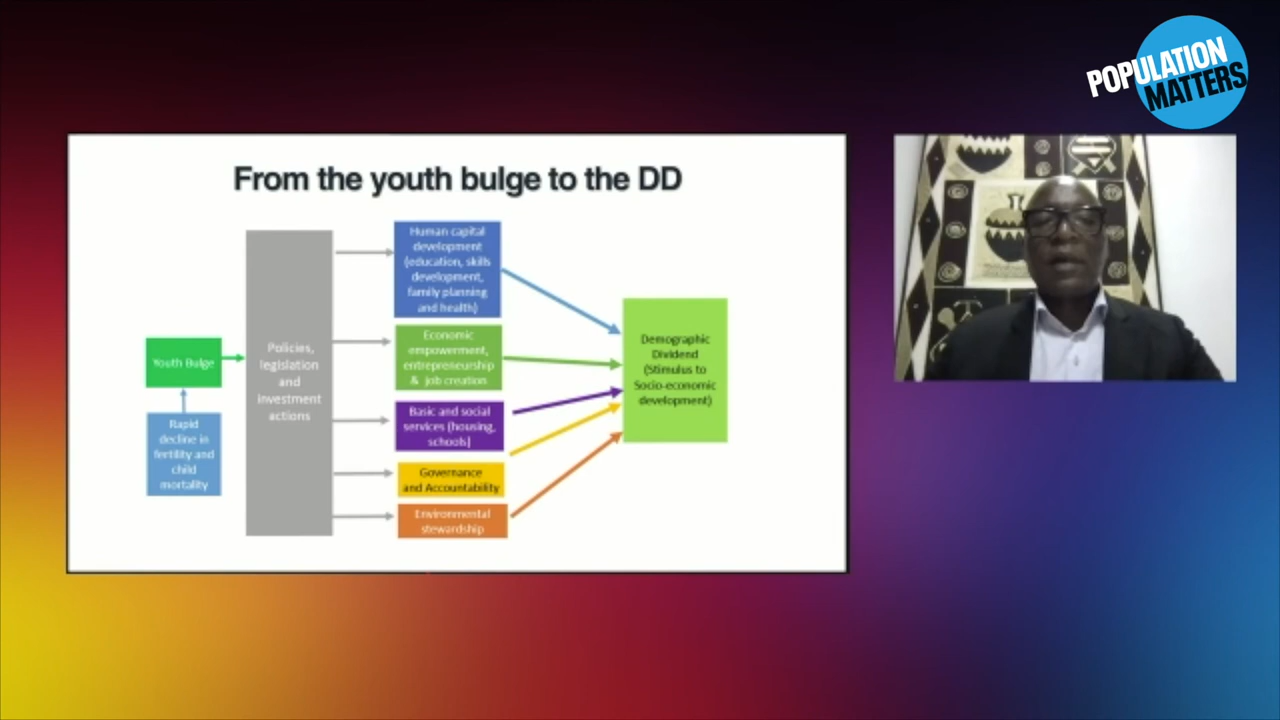 POPULATION
MATTERS
From the youth bulge to the DD
Rapid
decline in
fertility and
child
mortality
Youth Bulge
Policies,
legislation
and
investment
actions
Human capital
development
(education, skills
development,
family planning
and health)
Economic
empowerment,
entrepreneurship
& job creation
Basic and social
services (housing,
schools)
Governance
and Accountability
Environmental
stewardship
Demographic
Dividend
(Stimulus to
Socio-economic
development)